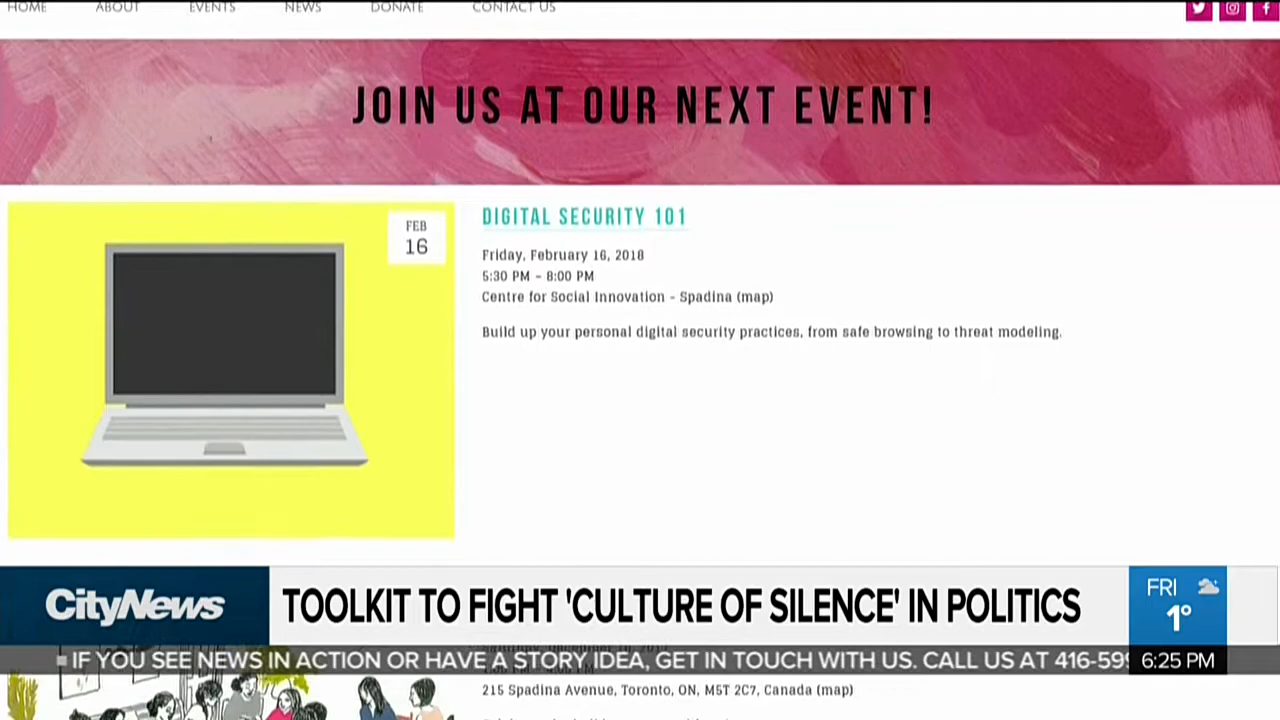 HOME ABOUT EVENTS NEWS DONATE CONTACT US
JOIN US AT OUR NEXT EVENT!
FEB
16
DIGITAL SECURITY 101
Friday, February 16, 2018
5:30 PM – 8:00 PM
Centre for Social Innovation - Spadina (map)
Build up your personal digital security practices, from safe browsing to threat modeling.
CityNews
TOOLKIT TO FIGHT 'CULTURE OF SILENCE' IN POLITICS
FRI
1°
IF YOU SEE NEWS IN ACTION OR HAVE A STORY IDEA, GET IN TOUCH WITH US. CALL US AT 416-599
6:25 PM
215 Spadina Avenue, Toronto, ON, M5T 2C7, Canada (map)